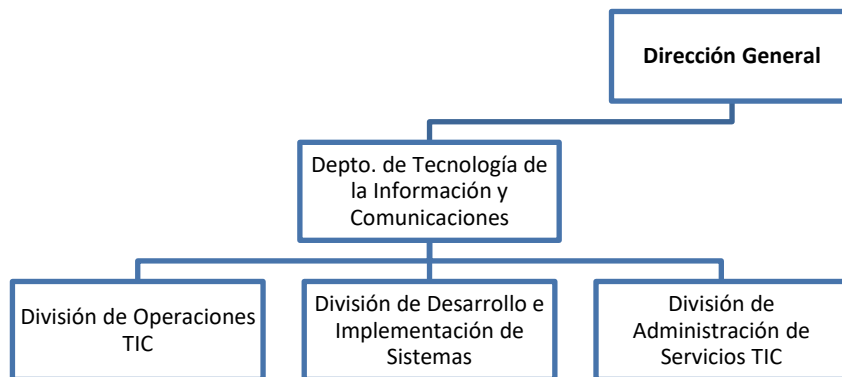 Dirección General
Depto. de Tecnología de
la Información y
Comunicaciones
División de Operaciones
TIC
División de Desarrollo e
Implementación de
Sistemas
División de
Administración de
Servicios TIC